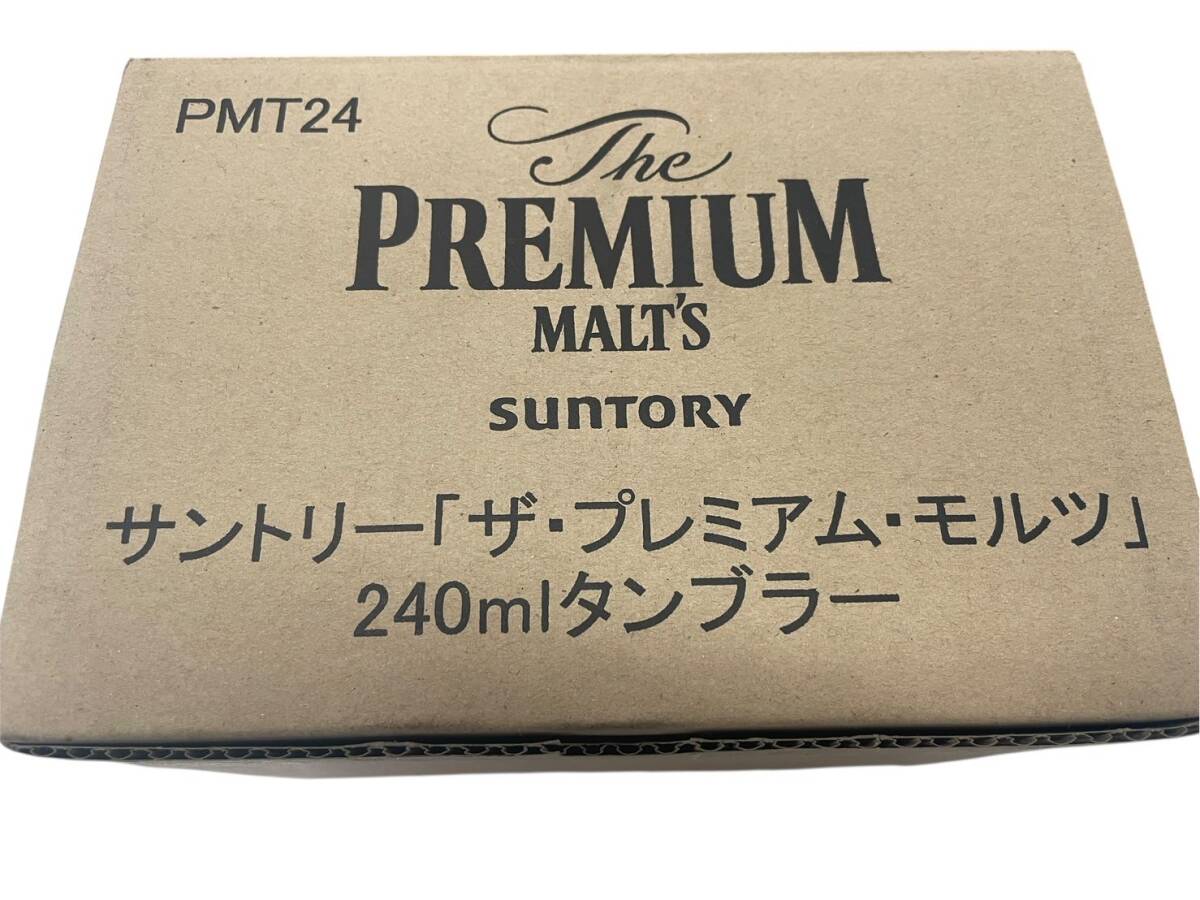 PMT24
The
PREMIUM
MALT'S
SUNTORY
サントリー「ザ・プレミアム・モルツ」
240mlタンブラー